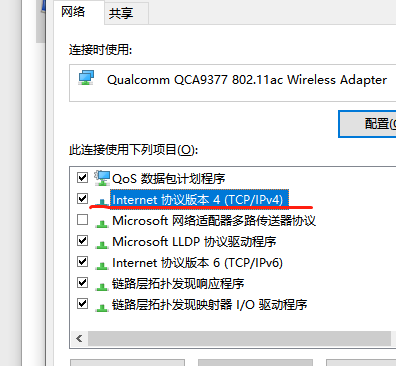 网络 共享
连接时使用:
Qualcomm QCA9377 802.11ac Wireless Adapter
配置(C
此连接使用下列项目(O):
QoS 数据包计划程序
Internet 协议版本 4 (TCP/IPv4)
Microsoft 网络适配器多路传送器协议
Microsoft LLDP 协议驱动程序
Internet 协议版本 6 (TCP/IPv6)
链路层拓扑发现响应程序
链路层拓扑发现映射器 I/O 驱动程序